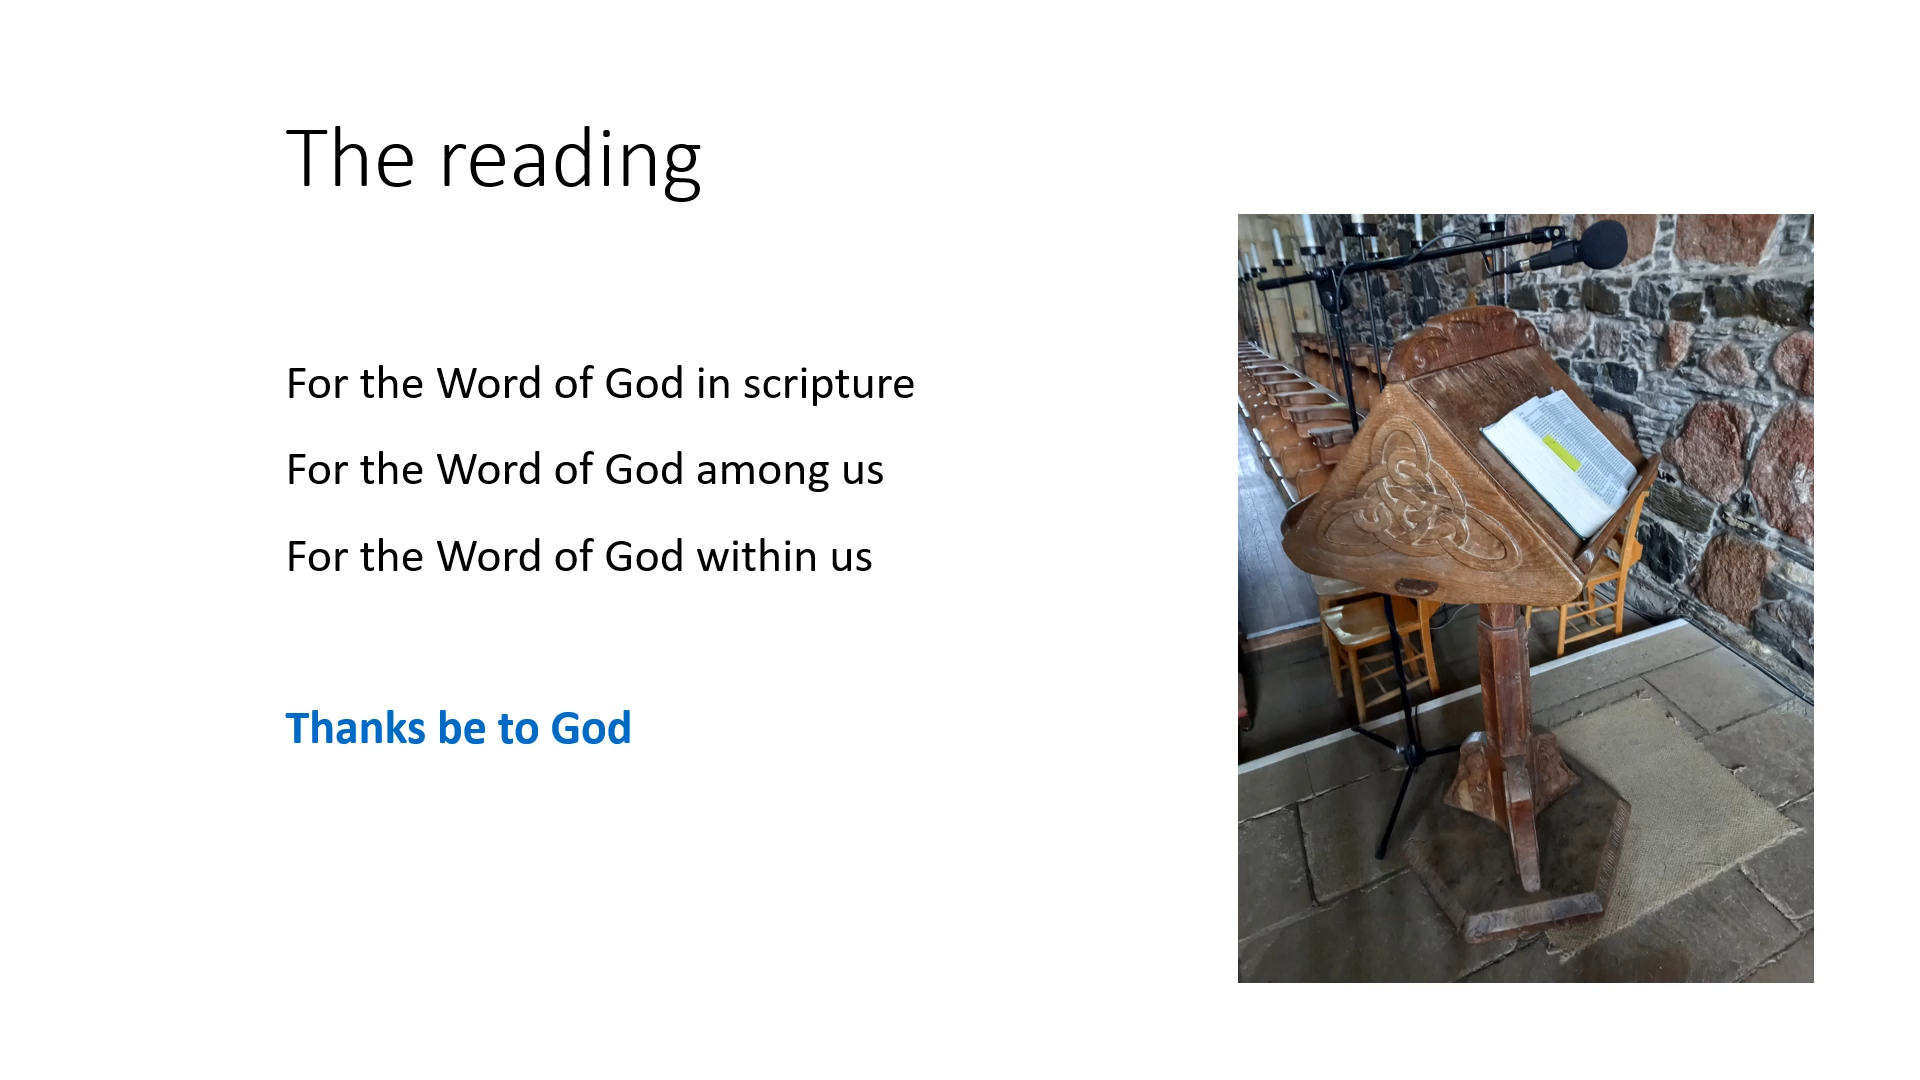 The reading
For the Word of God in scripture
For the Word of God among us
For the Word of God within us
Thanks be to God